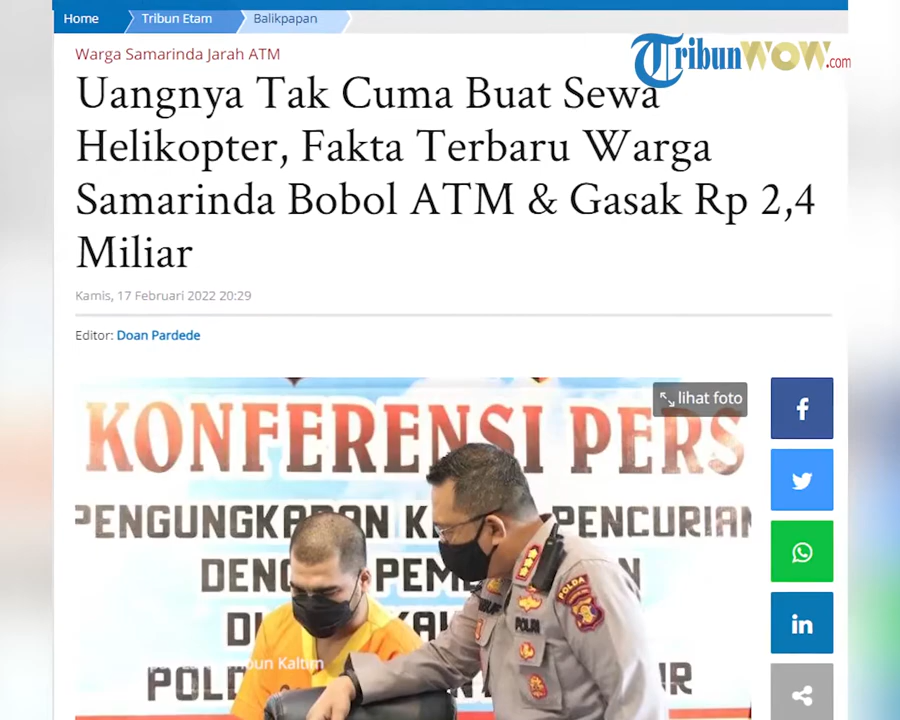 Home Tribun Etam Balikpapan
Warga Samarinda Jarah ATM
TribunWOW.com
Uangnya Tak Cuma Buat Sewa
Helikopter, Fakta Terbaru Warga
Samarinda Bobol ATM & Gasak Rp 2,4
Miliar
Kamis, 17 Februari 2022 20:29
Editor: Doan Pardede
lihat foto
KONFERENSI PERS
PENCURIAN
POLDA
POLRI
Kaltim